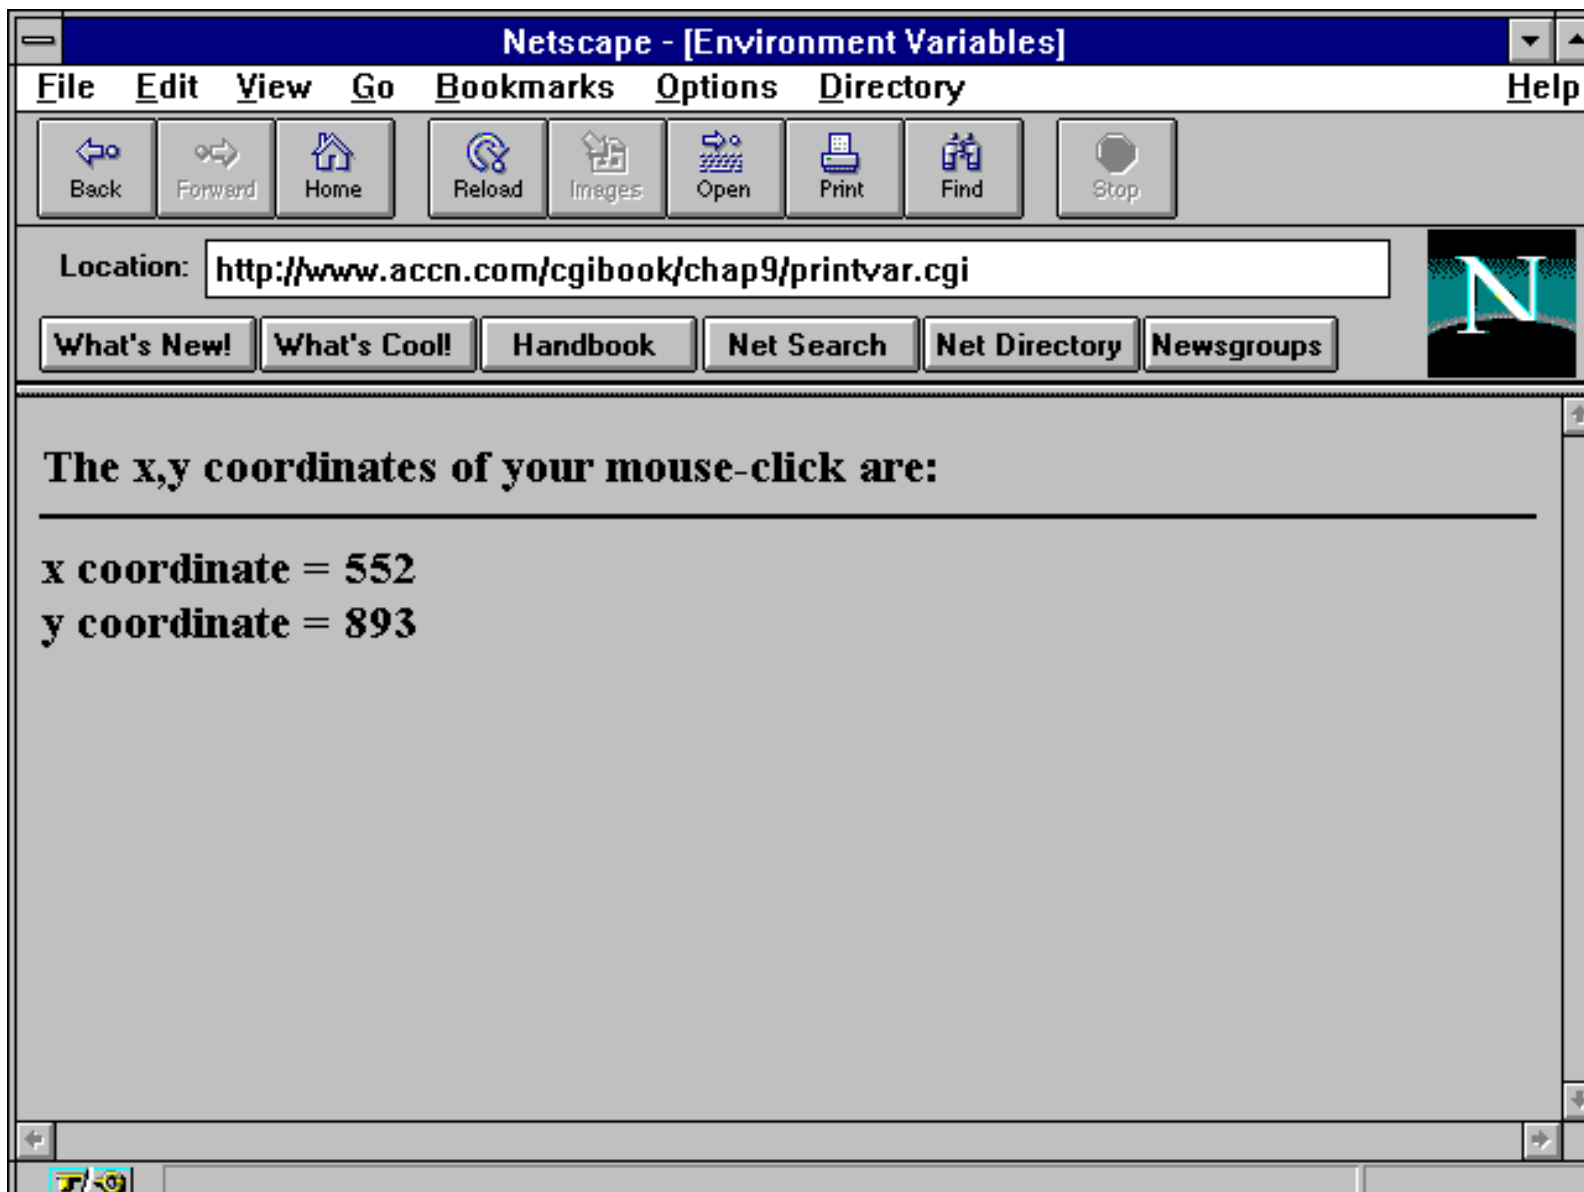 Netscape - [Environment Variables]
File Edit View Go Bookmarks Options Directory Help
Back Forward Home Reload Images Open Print Find Stop
Location: http://www.accn.com/cgibook/chap9/printvar.cgi
N
What's New! What's Cool! Handbook Net Search Net Directory Newsgroups
The x,y coordinates of your mouse-click are:
x coordinate = 552
y coordinate = 893